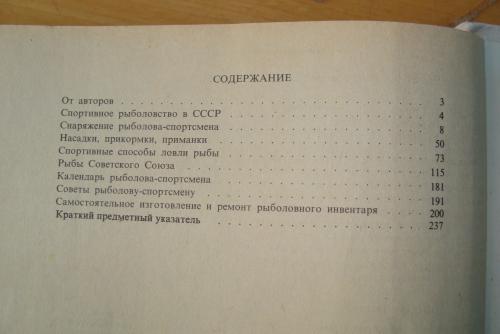 СОДЕРЖАНИЕ
От авторов . . . . . . . . . . . . . . . . . . . . . . 3
Спортивное рыболовство в СССР . . . . . . . . . . . . . . 4
Снаряжение рыболова-спортсмена . . . . . . . . . . . . . . 8
Насадки, прикормки, приманки . . . . . . . . . . . . . . 50
Спортивные способы ловли рыбы . . . . . . . . . . . . . . 73
Рыбы Советского Союза . . . . . . . . . . . . . . . . . 115
Календарь рыболова-спортсмена . . . . . . . . . . . . . . 181
Советы рыболову-спортсмену . . . . . . . . . . . . . . . 191
Самостоятельное изготовление и ремонт рыболовного инвентаря . . . . 200
Краткий предметный указатель . . . . . . . . . . . . . . 237